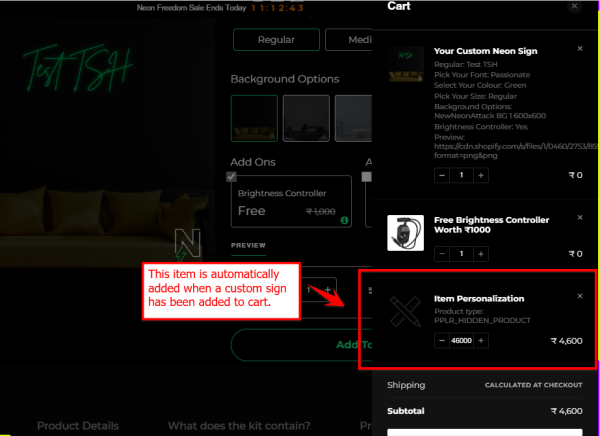 Neon Freedom Sale Ends Today 11:12:43
Cart
×
Regular
Medi
Background Options
Test TSH
Add Ons
A
Brightness Controller
Free ₹1,000
PREVIEW
N
This item is automatically
added when a custom sign
has been added to cart.
1 +
Add To
Product Details
What does the kit contain?
Pr
Your Custom Neon Sign ×
Regular: Test TSH
Pick Your Font: Passionate
Select Your Colour: Green
Pick Your Size: Regular
Background Options:
NewNeonAttack BG 1 600x600
Brightness Controller: Yes
Preview:
https://cdn.shopify.com/s/files/1/0460/2753/85
format=png&png
− 1 + ₹ 0
Free Brightness Controller ×
Worth ₹1000
− 1 + ₹ 0
Item Personalization ×
Product type:
PPLR_HIDDEN_PRODUCT
− 46000 + ₹ 4,600
Shipping CALCULATED AT CHECKOUT
Subtotal ₹ 4,600